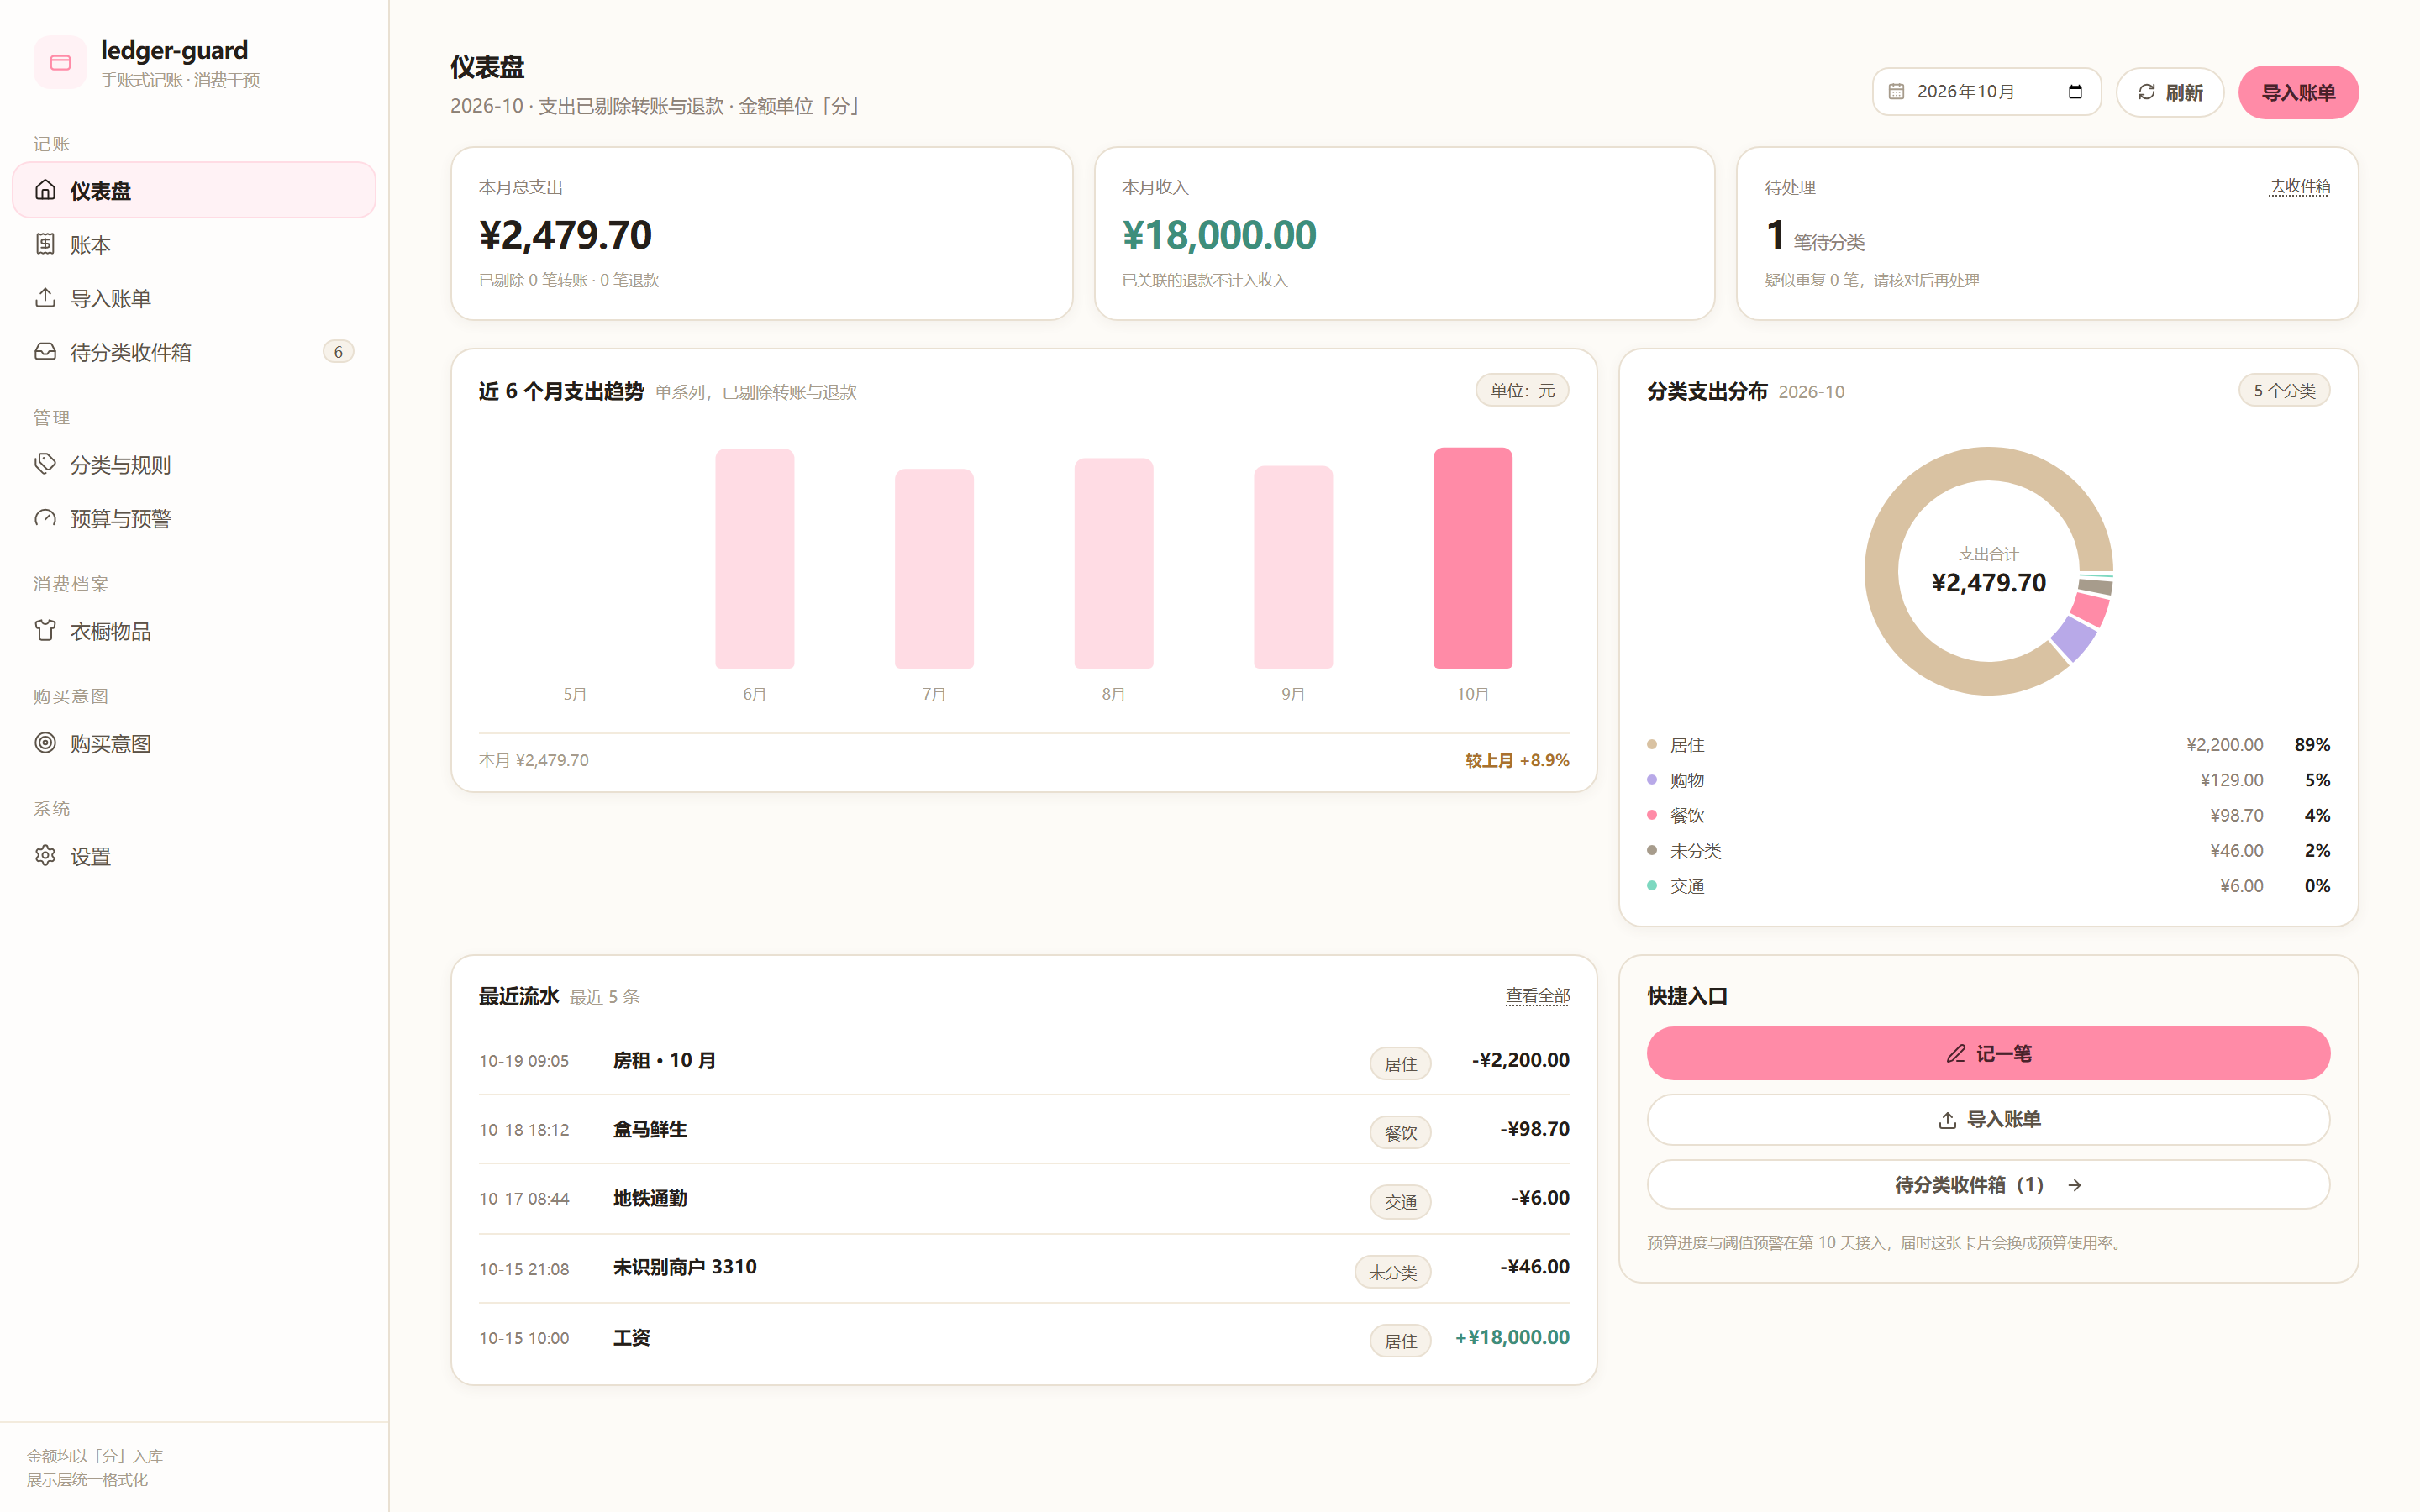 ledger-guard
手账式记账 · 消费干预
记账
仪表盘
账本
导入账单
待分类收件箱 6
管理
分类与规则
预算与预警
消费档案
衣橱物品
购买意图
购买意图
系统
设置
金额均以「分」入库
展示层统一格式化
仪表盘
2026-10 · 支出已剔除转账与退款 · 金额单位「分」
2026年10月
刷新
导入账单
本月总支出
¥2,479.70
已剔除 0 笔转账 · 0 笔退款
本月收入
¥18,000.00
已关联的退款不计入收入
待处理 去收件箱
1 笔待分类
疑似重复 0 笔，请核对后再处理
近 6 个月支出趋势 单系列，已剔除转账与退款 单位：元
5月 6月 7月 8月 9月 10月
本月 ¥2,479.70 较上月 +8.9%
分类支出分布 2026-10 5 个分类
支出合计
¥2,479.70
居住 ¥2,200.00 89%
购物 ¥129.00 5%
餐饮 ¥98.70 4%
未分类 ¥46.00 2%
交通 ¥6.00 0%
最近流水 最近 5 条 查看全部
10-19 09:05 房租 • 10 月 居住 -¥2,200.00
10-18 18:12 盒马鲜生 餐饮 -¥98.70
10-17 08:44 地铁通勤 交通 -¥6.00
10-15 21:08 未识别商户 3310 未分类 -¥46.00
10-15 10:00 工资 居住 +¥18,000.00
快捷入口
记一笔
导入账单
待分类收件箱（1） →
预算进度与阈值预警在第 10 天接入，届时这张卡片会换成预算使用率。